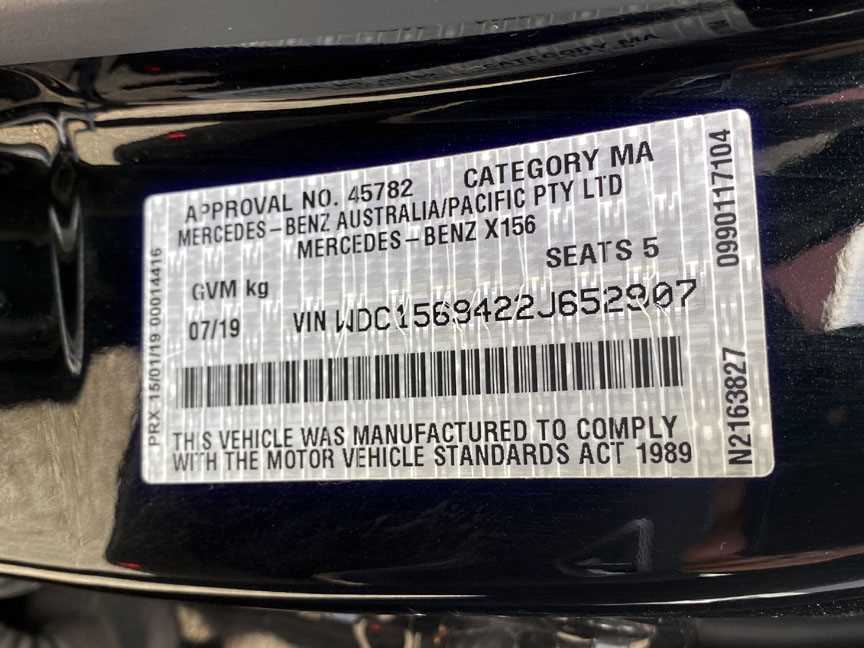 APPROVAL NO. 45782 CATEGORY MA
MERCEDES-BENZ AUSTRALIA/PACIFIC PTY LTD
MERCEDES-BENZ X156
SEATS 5
GVM kg
07/19 VIN WDC1569422J652907
THIS VEHICLE WAS MANUFACTURED TO COMPLY
WITH THE MOTOR VEHICLE STANDARDS ACT 1989
PRX-15/01/19 00014416
N2163827 0990117104